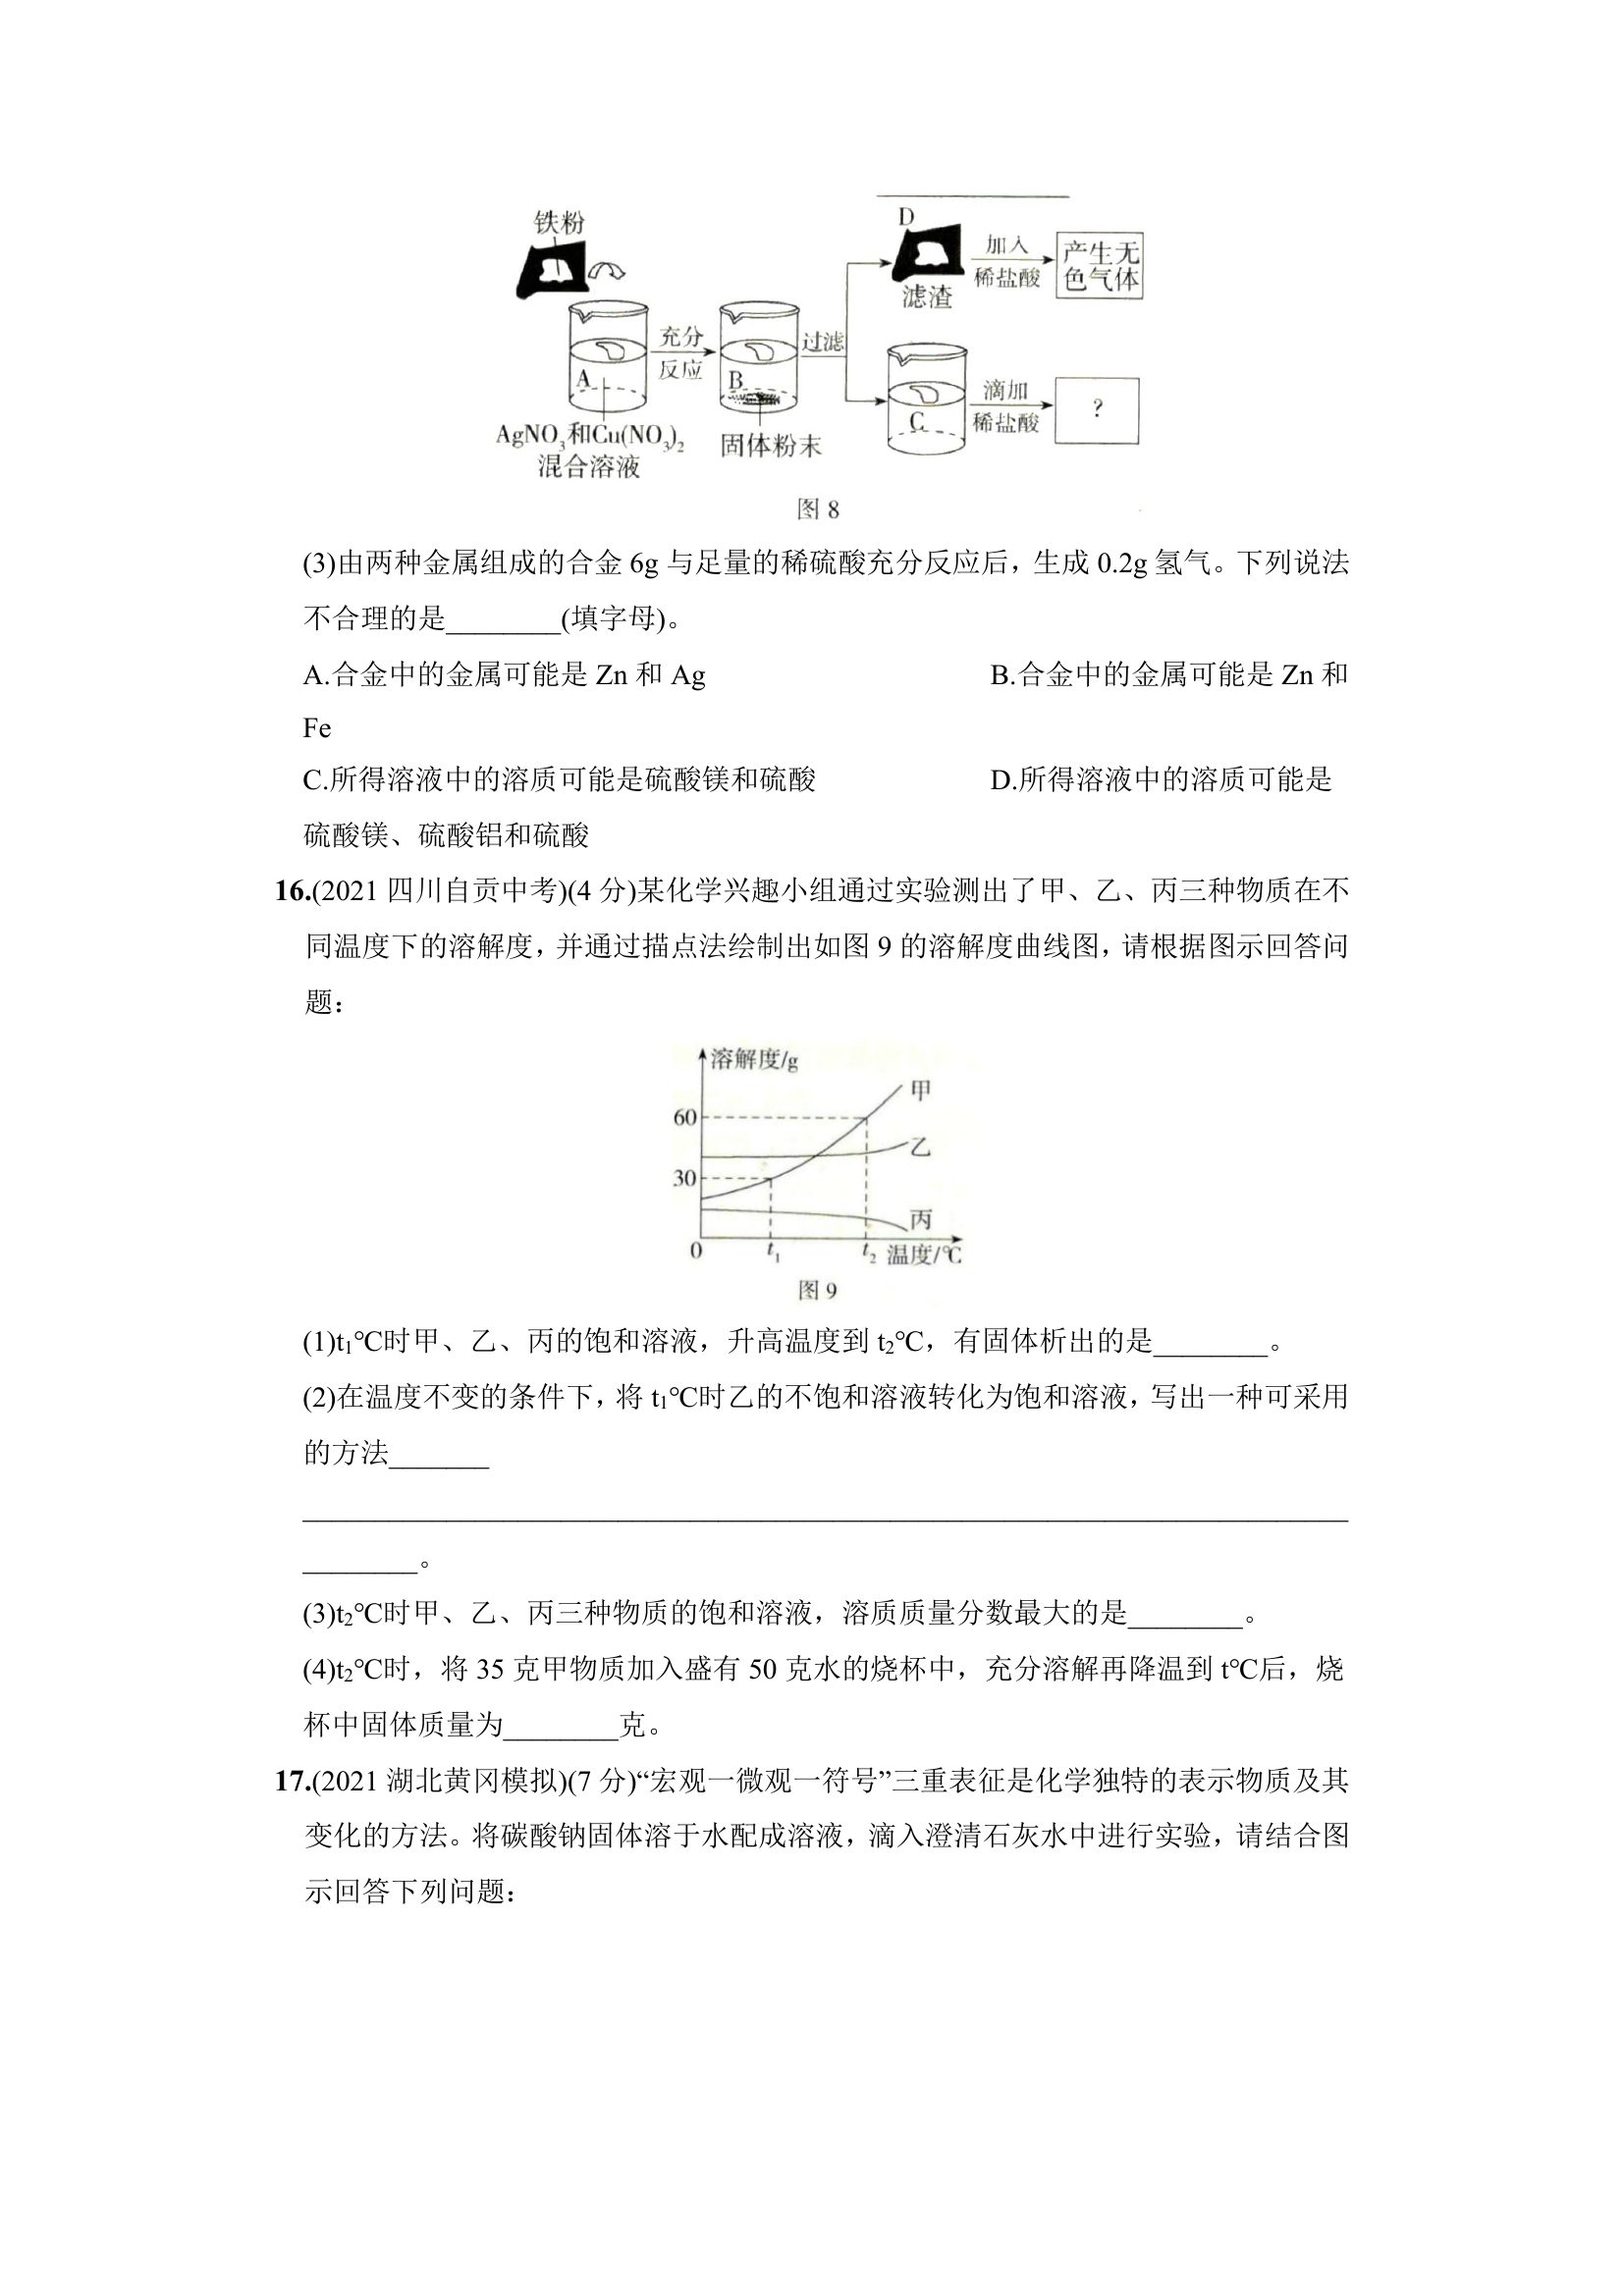 铁粉
D
加入
稀盐酸
产生无
色气体
滤渣
充分
反应
过滤
A
B
C
滴加
稀盐酸
?
AgNO₃和Cu(NO₃)₂
混合溶液
固体粉末
图 8
(3)由两种金属组成的合金 6g 与足量的稀硫酸充分反应后，生成 0.2g 氢气。下列说法
不合理的是________(填字母)。
A.合金中的金属可能是 Zn 和 Ag B.合金中的金属可能是 Zn 和
Fe
C.所得溶液中的溶质可能是硫酸镁和硫酸 D.所得溶液中的溶质可能是
硫酸镁、硫酸铝和硫酸
16.(2021 四川自贡中考)(4 分)某化学兴趣小组通过实验测出了甲、乙、丙三种物质在不
同温度下的溶解度，并通过描点法绘制出如图 9 的溶解度曲线图，请根据图示回答问
题：
溶解度/g
甲
60
乙
30
丙
0 t₁ t₂ 温度/℃
图 9
(1)t₁℃时甲、乙、丙的饱和溶液，升高温度到 t₂℃，有固体析出的是________。
(2)在温度不变的条件下，将 t₁℃时乙的不饱和溶液转化为饱和溶液，写出一种可采用
的方法_______
________。
(3)t₂℃时甲、乙、丙三种物质的饱和溶液，溶质质量分数最大的是________。
(4)t₂℃时，将 35 克甲物质加入盛有 50 克水的烧杯中，充分溶解再降温到 t℃后，烧
杯中固体质量为________克。
17.(2021 湖北黄冈模拟)(7 分)“宏观一微观一符号”三重表征是化学独特的表示物质及其
变化的方法。将碳酸钠固体溶于水配成溶液，滴入澄清石灰水中进行实验，请结合图
示回答下列问题：